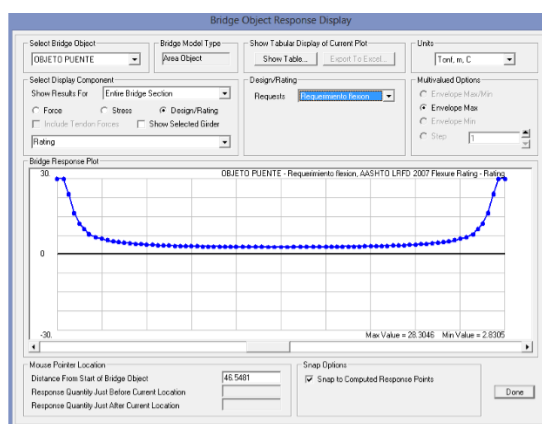 Bridge Object Response Display
Select Bridge Object
OBJETO PUENTE
Bridge Model Type
Area Object
Show Tabular Display of Current Plot
Show Table...
Export To Excel...
Units
Tonf, m, C
Select Display Component
Show Results For
Entire Bridge Section
Force
Stress
Design/Rating
Include Tendon Forces
Show Selected Girder
Rating
Design/Rating
Requests
Requerimiento flexion
Multivalued Options
Envelope Max/Min
Envelope Max
Envelope Min
Step
1
Bridge Response Plot
30.
OBJETO PUENTE - Requerimiento flexion, AASHTO LRFD 2007 Flexure Rating - Rating
0
-30.
Max Value = 28.3046 Min Value = 2.8305
Mouse Pointer Location
Distance From Start of Bridge Object
46.5481
Response Quantity Just Before Current Location
Response Quantity Just After Current Location
Snap Options
Snap to Computed Response Points
Done